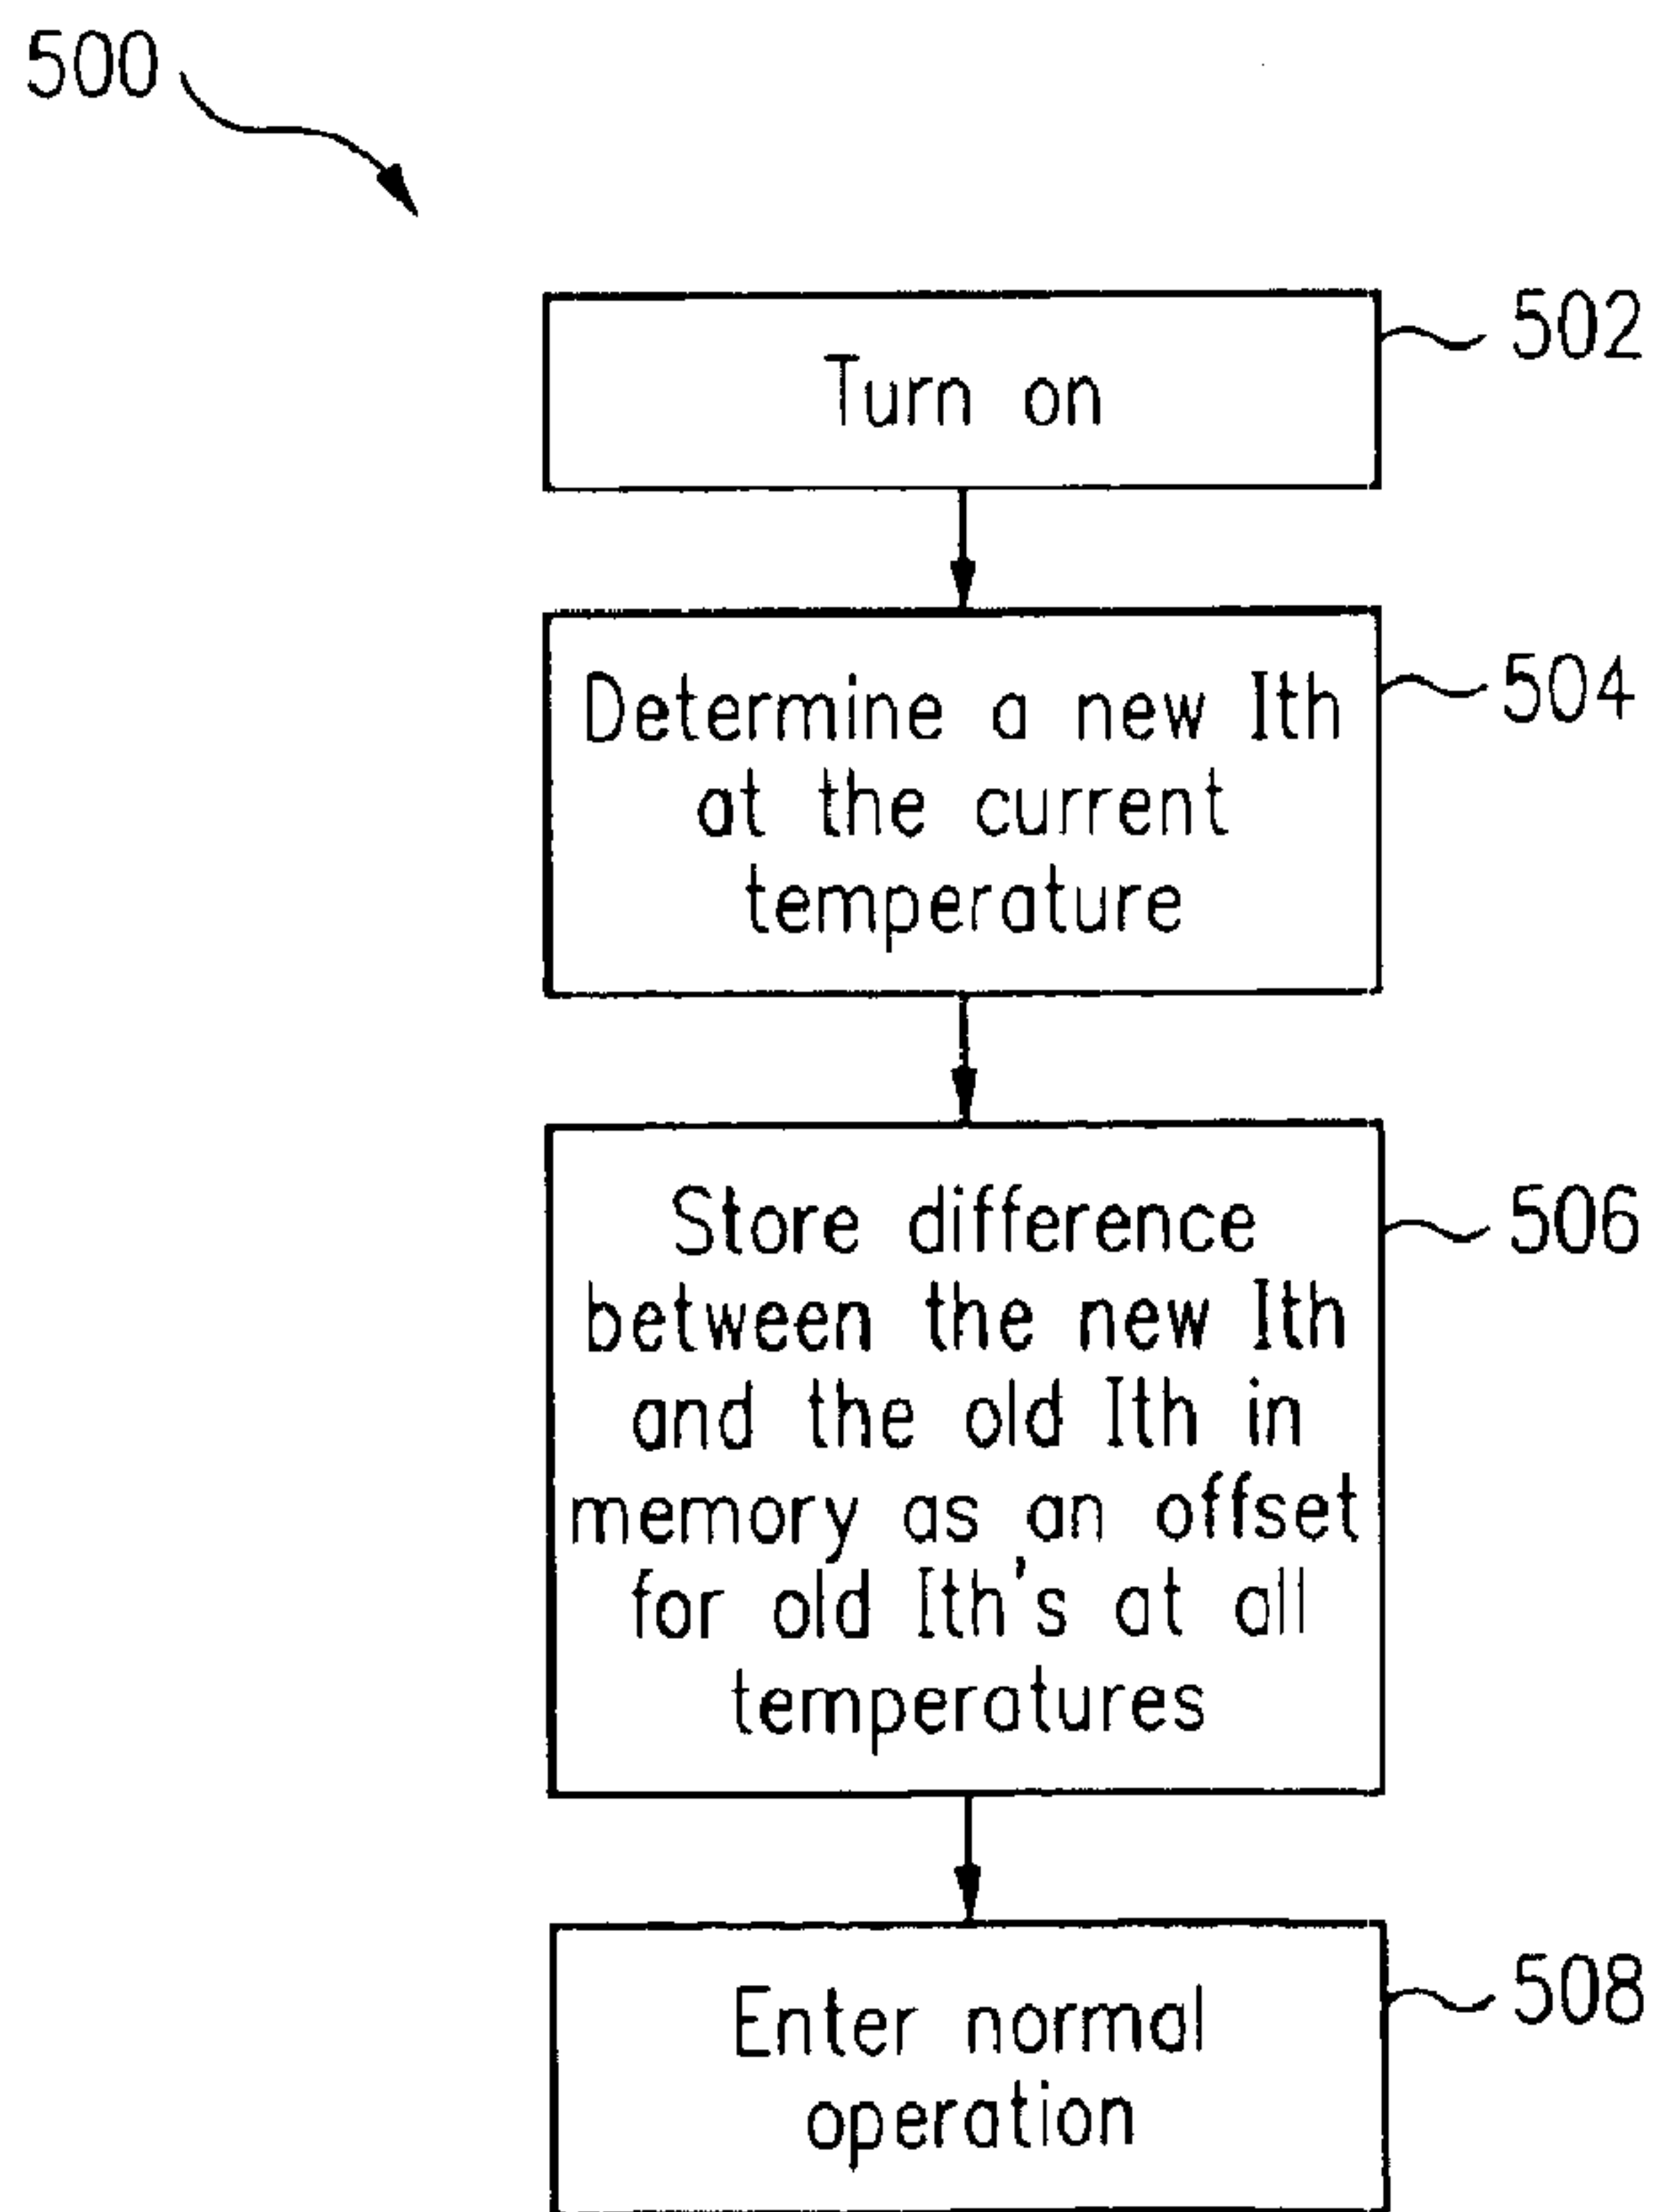 500
Turn on
502
Determine a new Ith
at the current
temperature
504
Store difference
between the new Ith
and the old Ith in
memory as an offset
for old Ith's at all
temperatures
506
Enter normal
operation
508